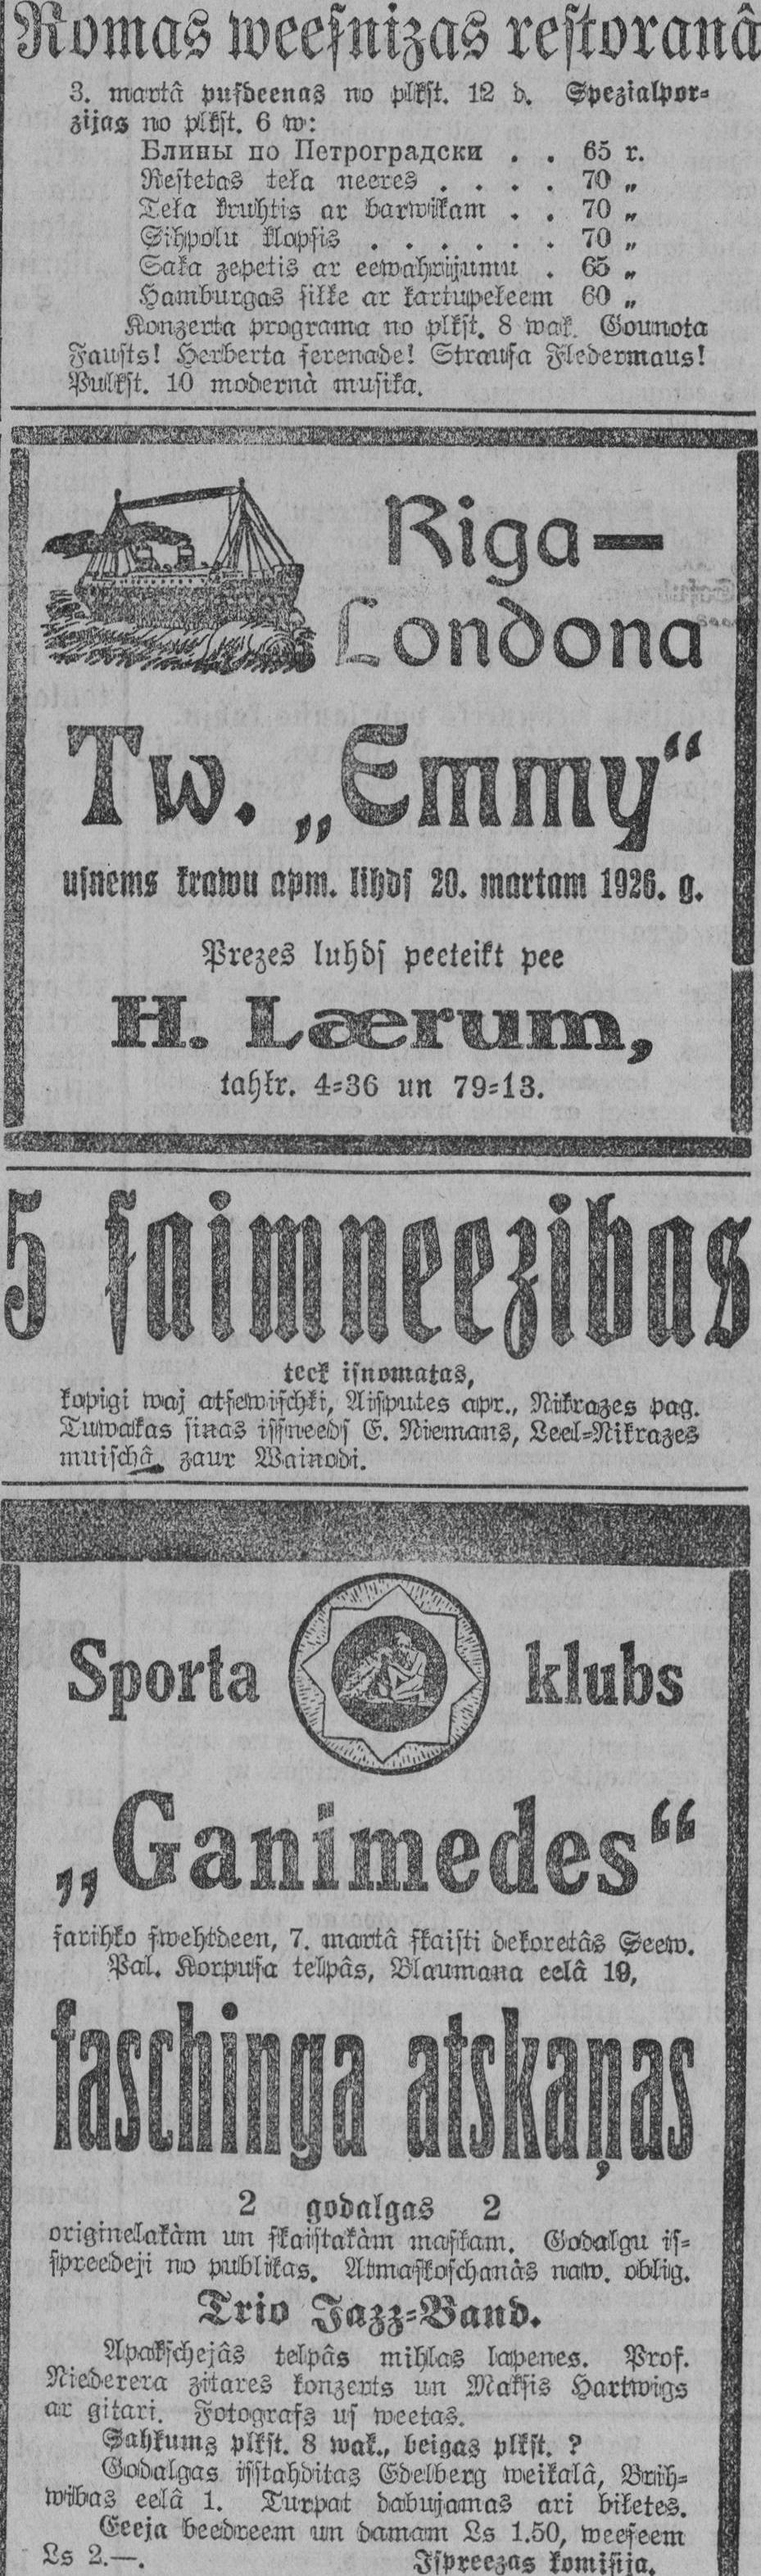 Romas weesnizas restoranâ
3. martâ pusdeenas no plkst. 12 d. Spezialpor-
zijas no plkst. 6 w:
Блины по Петроградски . . 65 r.
Restetas teļa neeres . . . . 70 „
Teļa kruhtis ar barwikam . . 70 „
Sihpolu klopsis . . . . . . 70 „
Saka zepetis ar eewahrijumu . 65 „
Hamburgas silke ar kartupeleem 60 „
Konzerta programa no plkst. 8 wak. Gounota
Fausts! Herberta serenade! Strausa Fledermaus!
Pulkst. 10 modernà musika.
Riga—
Londona
Tw. „Emmy“
usnems krawu apm. lihds 20. martam 1926. g.
Prezes luhds peeteikt pee
H. Lærum,
tahlr. 4-36 un 79-13.
5 saimneezibas
teek isnomatas,
kopigi waj atsewischki, Aisputes apr., Nikrazes pag.
Tuwakas sinas issneeds E. Niemans, Leel-Nikrazes
muischâ, zaur Wainodi.
Sporta klubs
„Ganimedes“
sarihko swehtdeen, 7. martâ skaisti dekoretâs Seew.
Pal. Korpusa telpâs, Blaumana eelâ 19,
faschinga atskaņas
2 godalgas 2
originelakàm un skaistakàm maskam. Godalgu is-
spreedeji no publikas. Atmaskoschanàs naw. oblig.
Trio Jazz-Band.
Apakschejâs telpâs mihlas lapenes. Prof.
Niederera zitares konzerts un Maksis Hartwigs
ar gitari. Fotografs us weetas.
Sahkums plkst. 8 wak., beigas plkst. ?
Godalgas isstahditas Edelberg weikalâ, Brih-
wibas eelâ 1. Turpat dabujamas ari biletes.
Eeeja beedreem un damam Ls 1.50, weeseem
Ls 2.—. Ispreezas komisija.